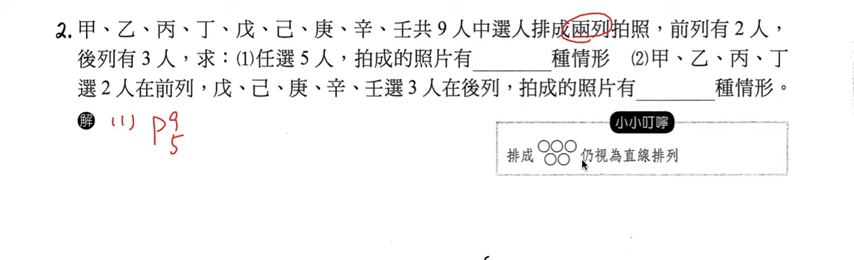 2. 甲、乙、丙、丁、戊、己、庚、辛、壬共 9 人中選人排成兩列拍照，前列有 2 人，
後列有 3 人，求：(1)任選 5 人，拍成的照片有________種情形 (2)甲、乙、丙、丁
選 2 人在前列，戊、己、庚、辛、壬選 3 人在後列，拍成的照片有________種情形。
解 (1) P⁹₅
小小叮嚀
排成 仍視為直線排列